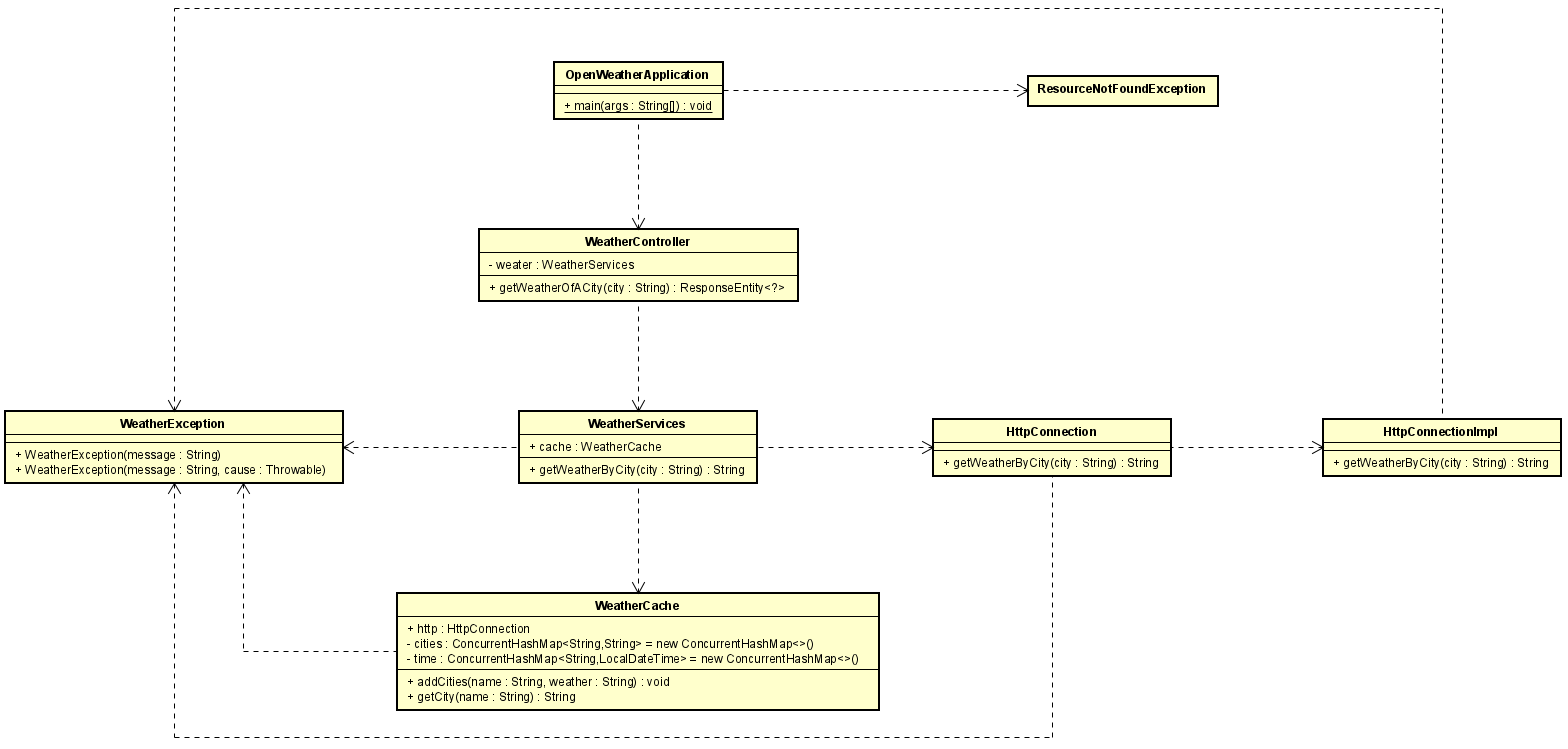 OpenWeatherApplication
+ main(args : String[]) : void
ResourceNotFoundException
WeatherController
- weater : WeatherServices
+ getWeatherOfACity(city : String) : ResponseEntity<?>
WeatherException
+ WeatherException(message : String)
+ WeatherException(message : String, cause : Throwable)
WeatherServices
+ cache : WeatherCache
+ getWeatherByCity(city : String) : String
HttpConnection
+ getWeatherByCity(city : String) : String
HttpConnectionImpl
+ getWeatherByCity(city : String) : String
WeatherCache
+ http : HttpConnection
- cities : ConcurrentHashMap<String,String> = new ConcurrentHashMap<>()
- time : ConcurrentHashMap<String,LocalDateTime> = new ConcurrentHashMap<>()
+ addCities(name : String, weather : String) : void
+ getCity(name : String) : String